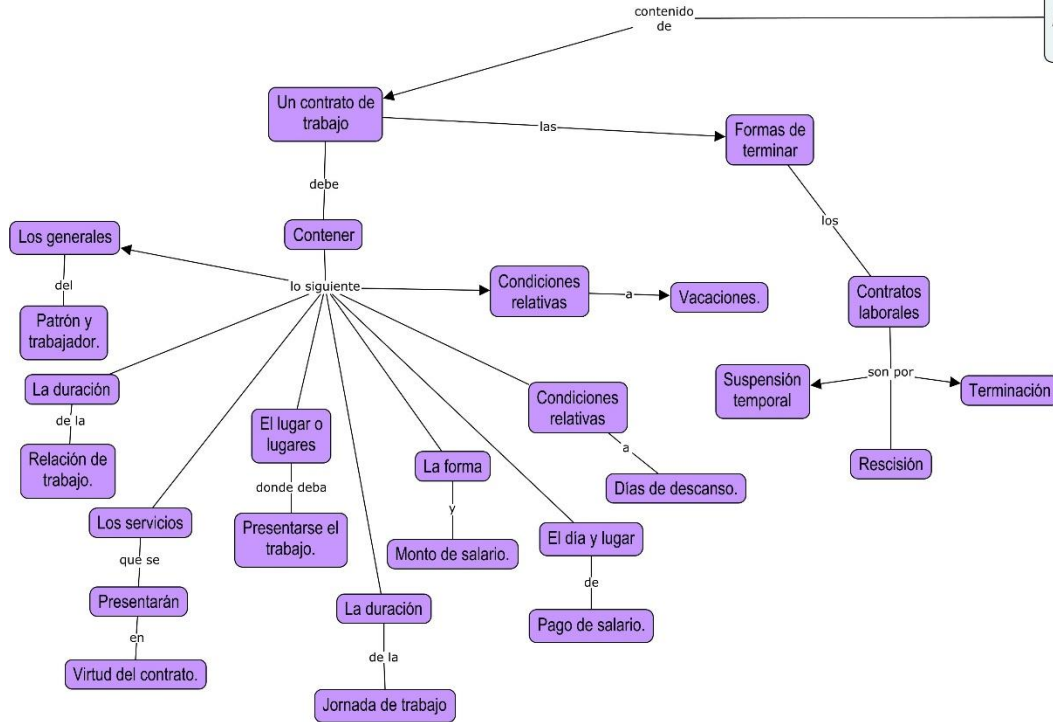 contenido
de
Un contrato de
trabajo
las
Formas de
terminar
debe
los
Contener
Los generales
lo siguiente
Condiciones
relativas
a
Vacaciones.
Contratos
laborales
del
Patrón y
trabajador.
son por
Suspensión
temporal
Terminación
Rescisión
La duración
de la
Relación de
trabajo.
El lugar o
lugares
donde deba
Presentarse el
trabajo.
Condiciones
relativas
a
Días de descanso.
La forma
y
Monto de salario.
Los servicios
que se
Presentarán
en
Virtud del contrato.
El día y lugar
de
Pago de salario.
La duración
de la
Jornada de trabajo